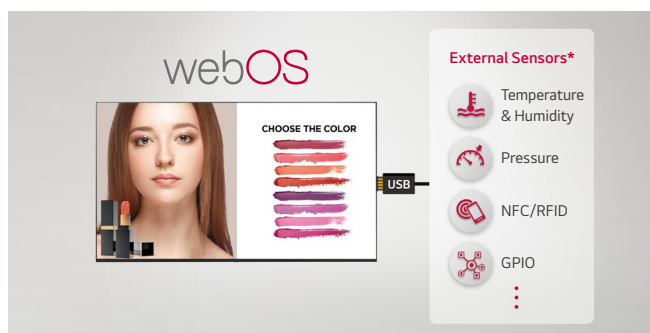 webOS
CHOOSE THE COLOR
USB
External Sensors*
Temperature
& Humidity
Pressure
NFC/RFID
GPIO